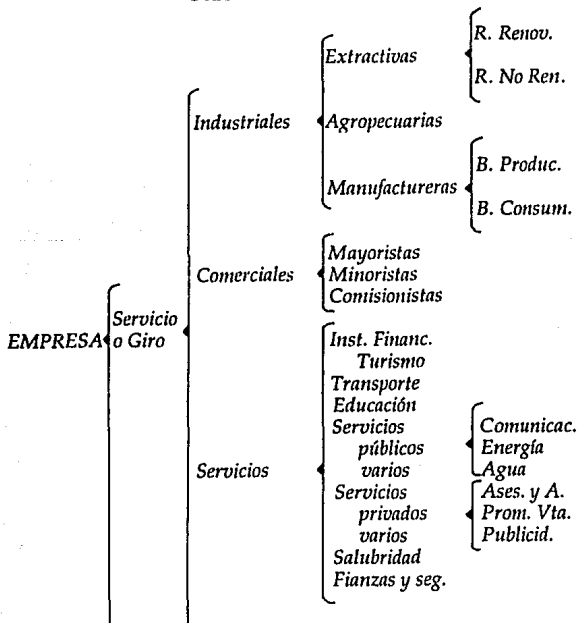 Extractivas
R. Renov.
R. No Ren.
Industriales
Agropecuarias
Manufactureras
B. Produc.
B. Consum.
Comerciales
Mayoristas
Minoristas
Comisionistas
EMPRESA
Servicio
o Giro
Servicios
Inst. Financ.
Turismo
Transporte
Educación
Servicios
públicos
varios
Comunicac.
Energía
Agua
Servicios
privados
varios
Ases. y A.
Prom. Vta.
Publicid.
Salubridad
Fianzas y seg.